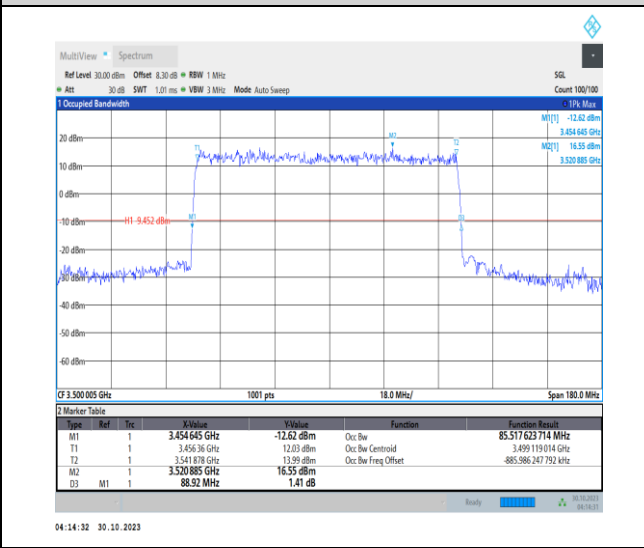 MultiView Spectrum
Ref Level 30.00 dBm Offset 8.30 dB RBW 1 MHz SGL
Att 30 dB SWT 1.01 ms VBW 3 MHz Mode Auto Sweep Count 100/100
1 Occupied Bandwidth 1Pk Max
M1[1] -12.62 dBm
3.454 645 GHz
M2[1] 16.55 dBm
3.520 885 GHz
20 dBm
M2
T1
T2
10 dBm
0 dBm
-10 dBm
H1 -9.452 dBm
M1
D3
-20 dBm
-30 dBm
-40 dBm
-50 dBm
-60 dBm
CF 3.500 005 GHz 1001 pts 18.0 MHz/ Span 180.0 MHz
2 Marker Table
Type Ref Trc X-Value Y-Value Function Function Result
M1 1 3.454 645 GHz -12.62 dBm Occ Bw 85.517 623 714 MHz
T1 1 3.456 36 GHz 12.03 dBm Occ Bw Centroid 3.499 119 014 GHz
T2 1 3.541 878 GHz 13.99 dBm Occ Bw Freq Offset -885.986 247 792 kHz
M2 1 3.520 885 GHz 16.55 dBm
D3 M1 1 88.92 MHz 1.41 dB
Ready 30.10.2023
04:14:31
04:14:32 30.10.2023